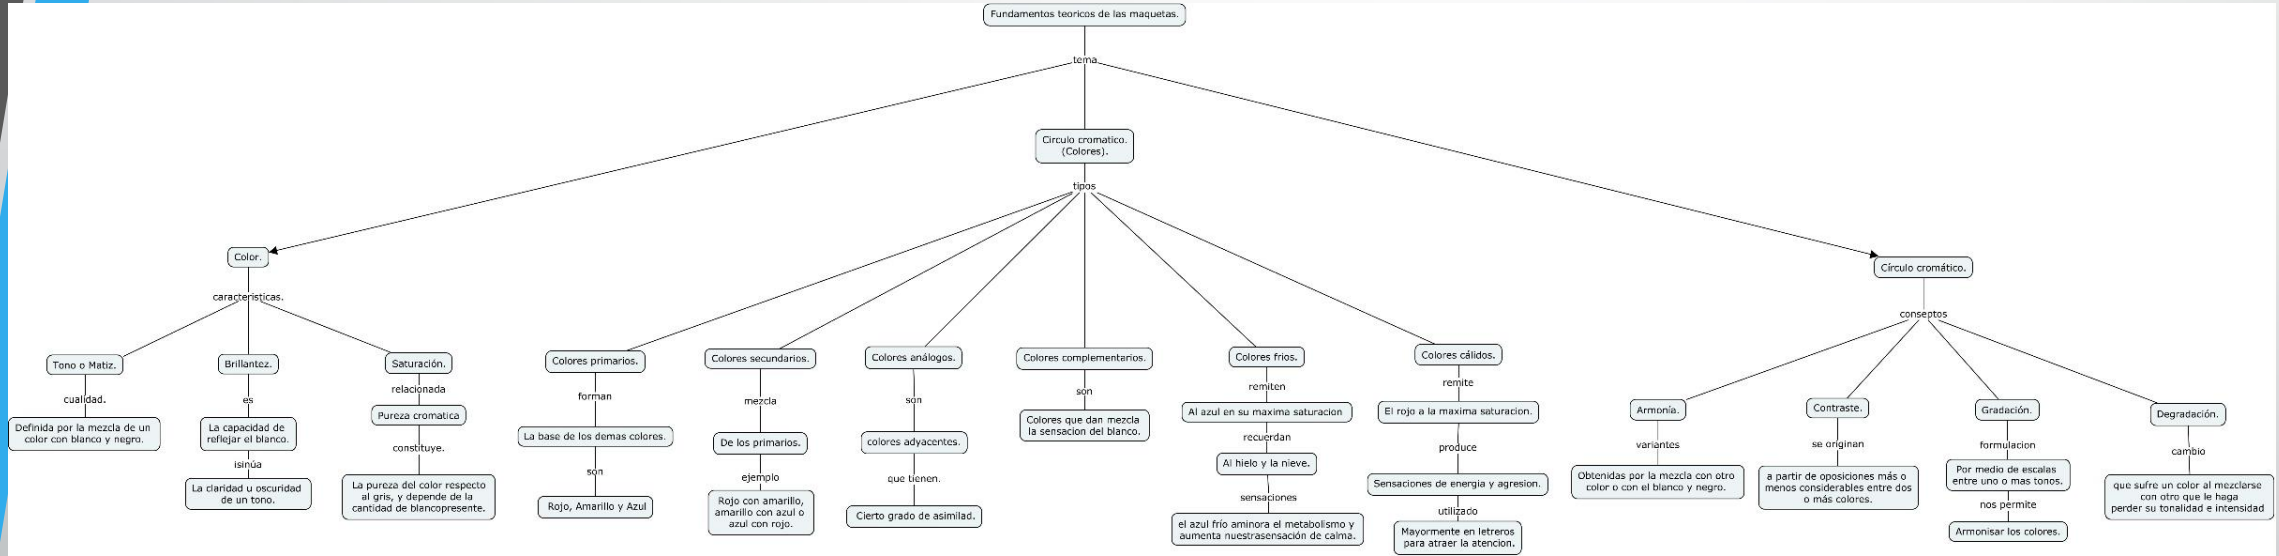 Fundamentos teoricos de las maquetas.
tema
Circulo cromatico.
(Colores).
tipos
Color.
caracteristicas.
Tono o Matiz.
cualidad.
Definida por la mezcla de un
color con blanco y negro.
Brillantez.
es
La capacidad de
reflejar el blanco.
isinúa
La claridad u oscuridad
de un tono.
Saturación.
relacionada
Pureza cromatica
constituye.
La pureza del color respecto
al gris, y depende de la
cantidad de blancopresente.
Colores primarios.
forman
La base de los demas colores.
son
Rojo, Amarillo y Azul
Colores secundarios.
mezcla
De los primarios.
ejemplo
Rojo con amarillo,
amarillo con azul o
azul con rojo.
Colores análogos.
son
colores adyacentes.
que tienen.
Cierto grado de asimilad.
Colores complementarios.
son
Colores que dan mezcla
la sensacion del blanco.
Colores frios.
remiten
Al azul en su maxima saturacion
recuerdan
Al hielo y la nieve.
sensaciones
el azul frío aminora el metabolismo y
aumenta nuestrasensación de calma.
Colores cálidos.
remite
El rojo a la maxima saturacion.
produce
Sensaciones de energia y agresion.
utilizado
Mayormente en letreros
para atraer la atencion.
Círculo cromático.
conseptos
Armonía.
variantes
Obtenidas por la mezcla con otro
color o con el blanco y negro.
Contraste.
se originan
a partir de oposiciones más o
menos considerables entre dos
o más colores.
Gradación.
formulacion
Por medio de escalas
entre uno o mas tonos.
nos permite
Armonisar los colores.
Degradación.
cambio
que sufre un color al mezclarse
con otro que le haga
perder su tonalidad e intensidad